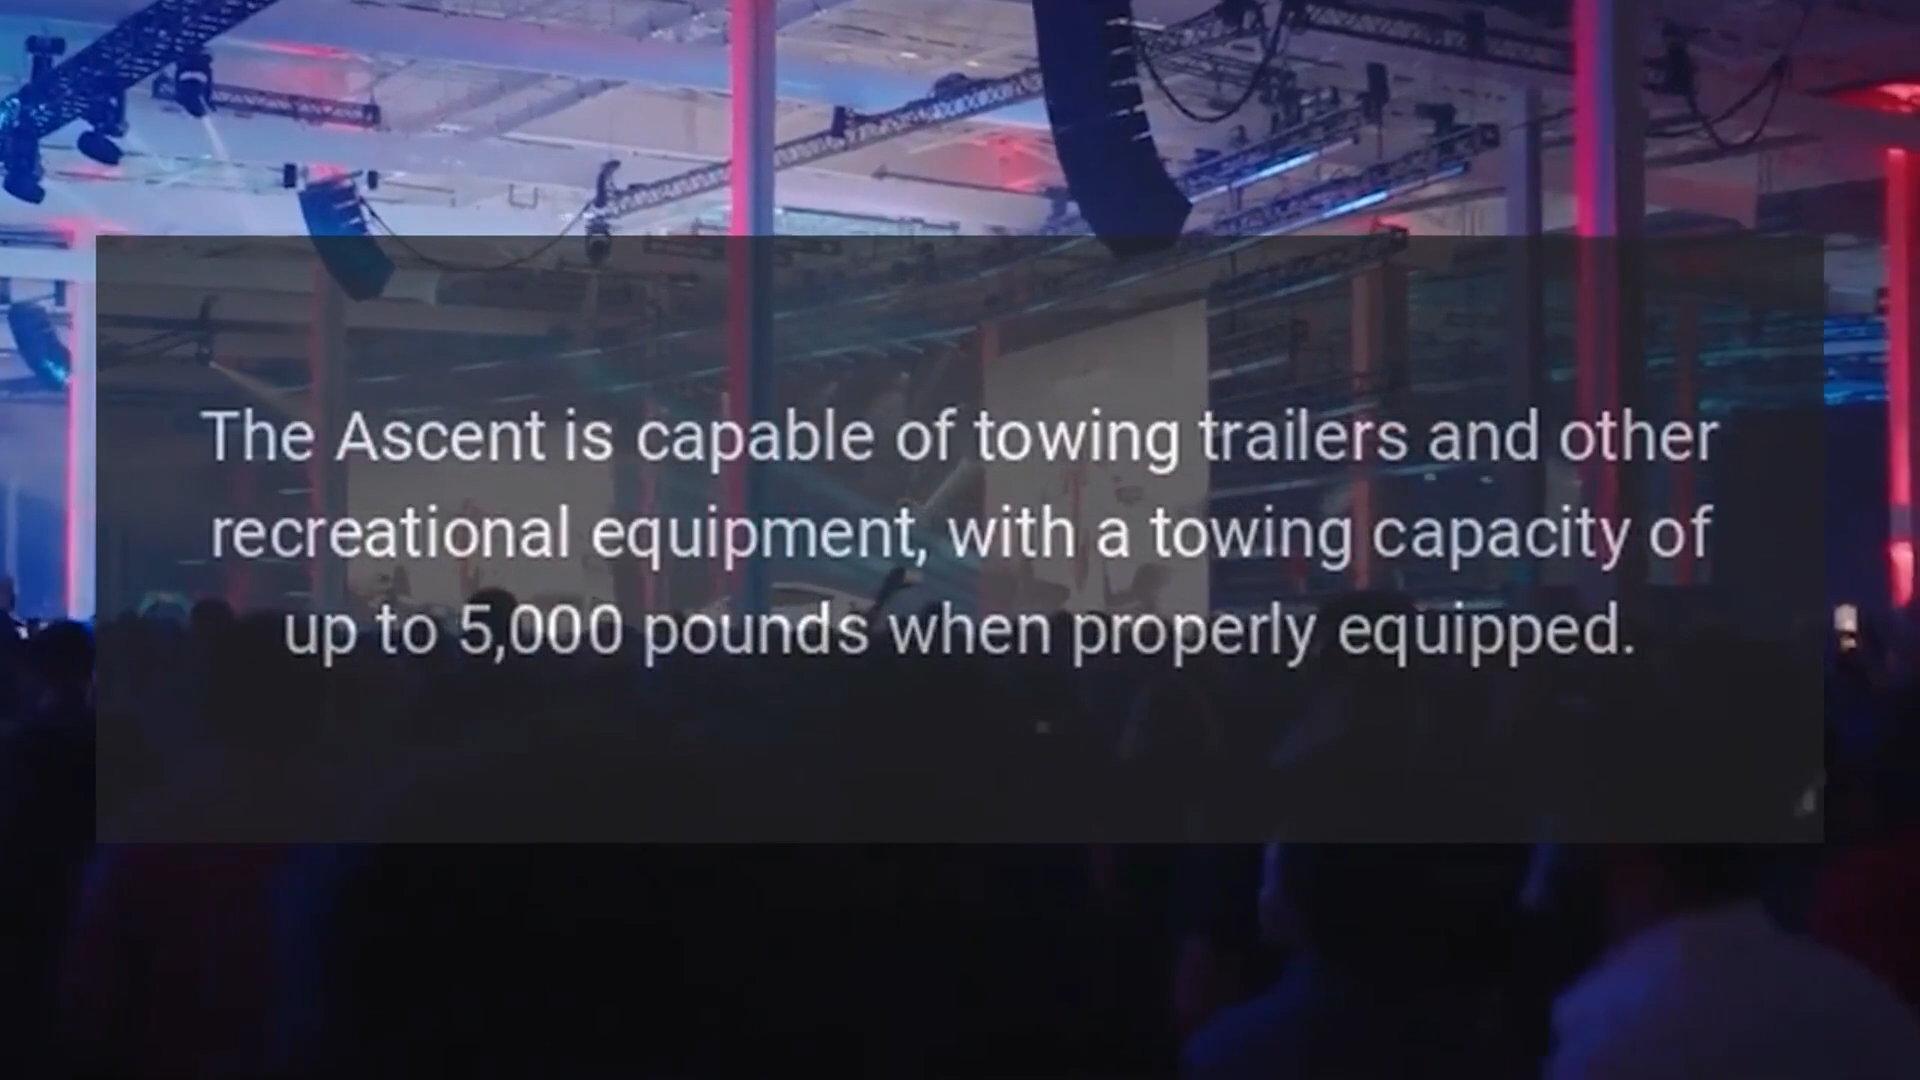 The Ascent is capable of towing trailers and other
recreational equipment, with a towing capacity of
up to 5,000 pounds when properly equipped.